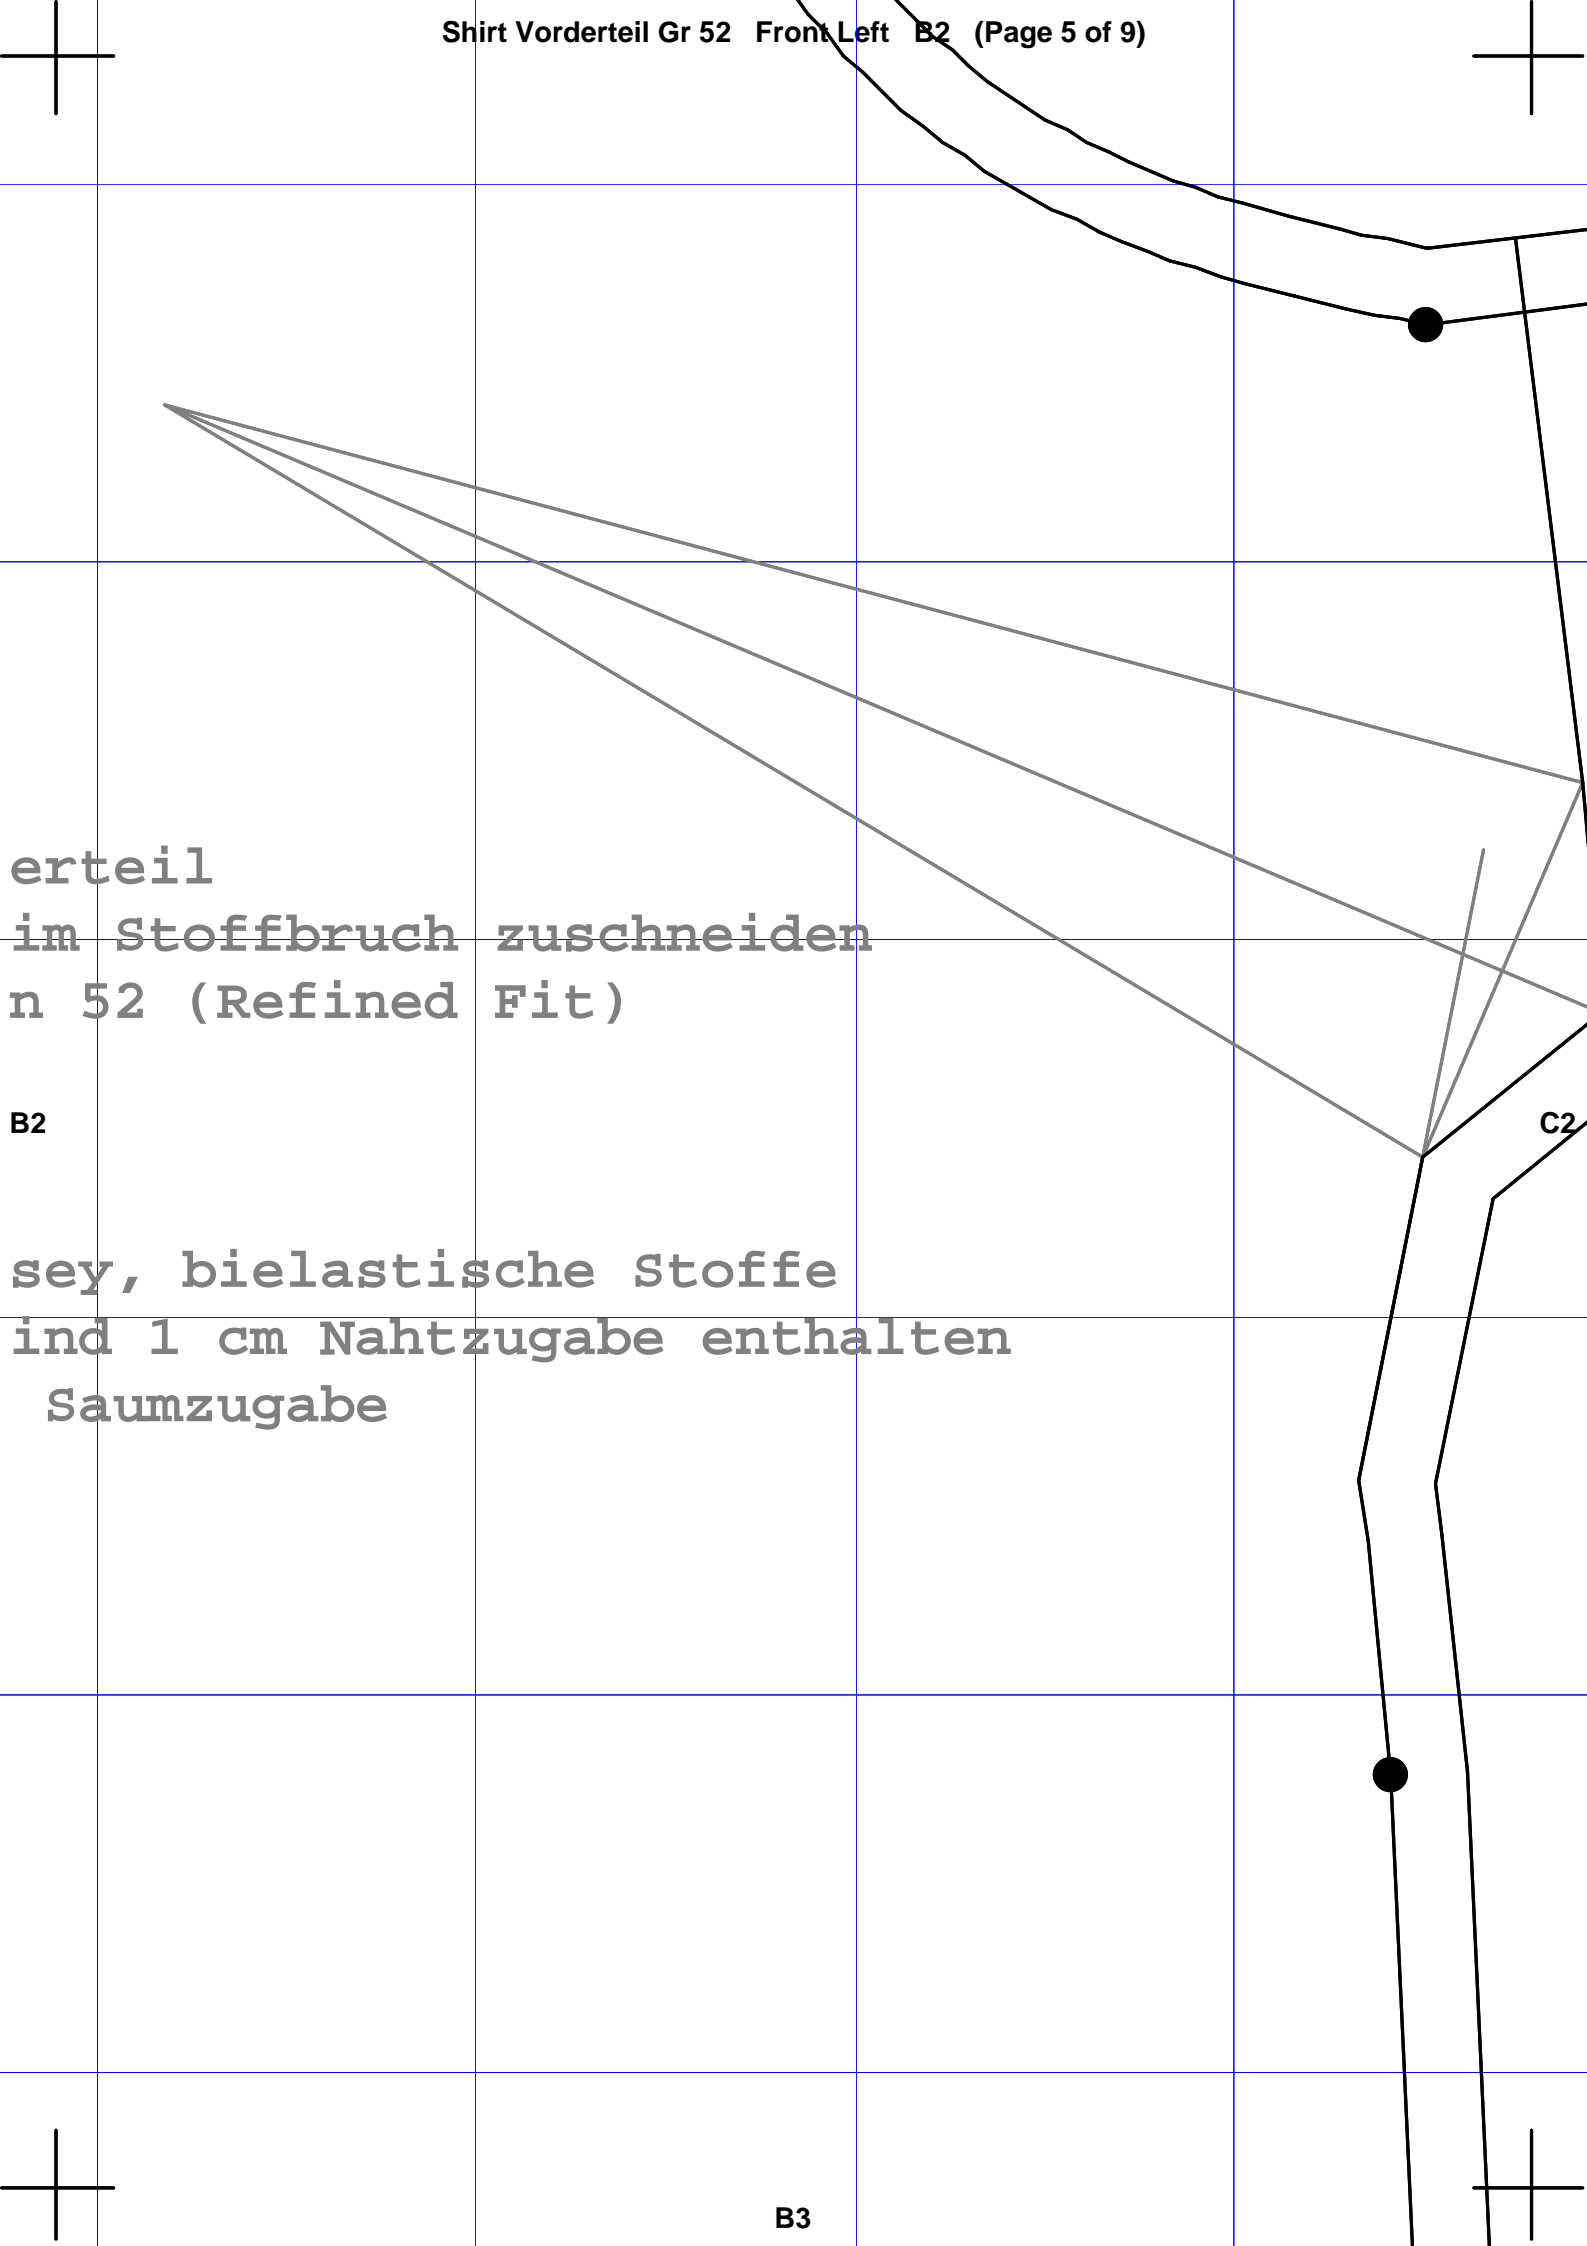 Shirt Vorderteil Gr 52 Front Left B2 (Page 5 of 9)
erteil
im Stoffbruch zuschneiden
n 52 (Refined Fit)
B2
C2
sey, bielastische Stoffe
ind 1 cm Nahtzugabe enthalten
Saumzugabe
B3